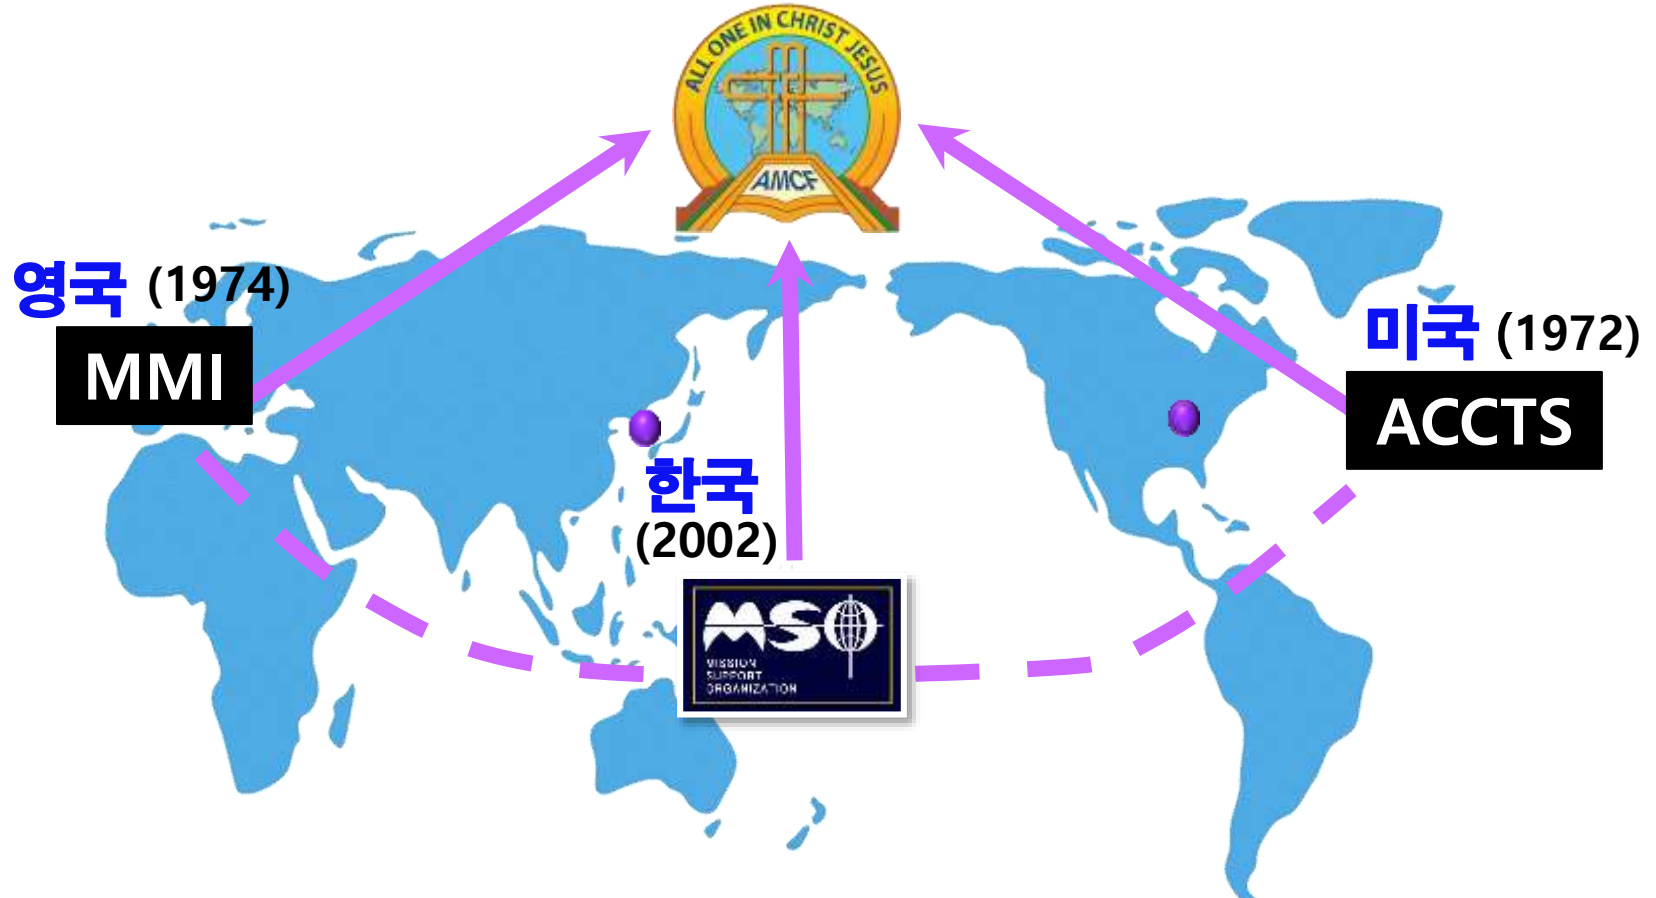 ALL ONE IN CHRIST JESUS
AMCF
영국 (1974)
MMI
미국 (1972)
ACCTS
한국
(2002)
MSO
MISSION
SUPPORT
ORGANIZATION